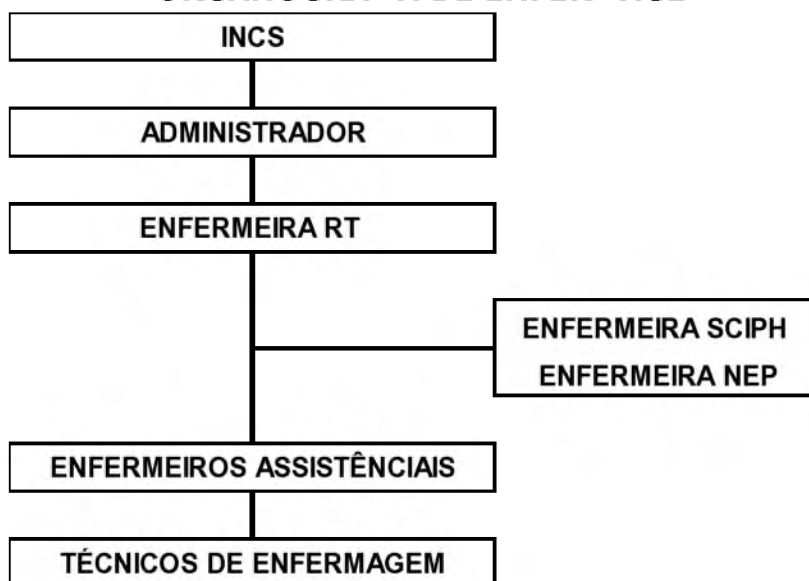 INCS
ADMINISTRADOR
ENFERMEIRA RT
ENFERMEIRA SCIPH
ENFERMEIRA NEP
ENFERMEIROS ASSISTÊNCIAIS
TÉCNICOS DE ENFERMAGEM